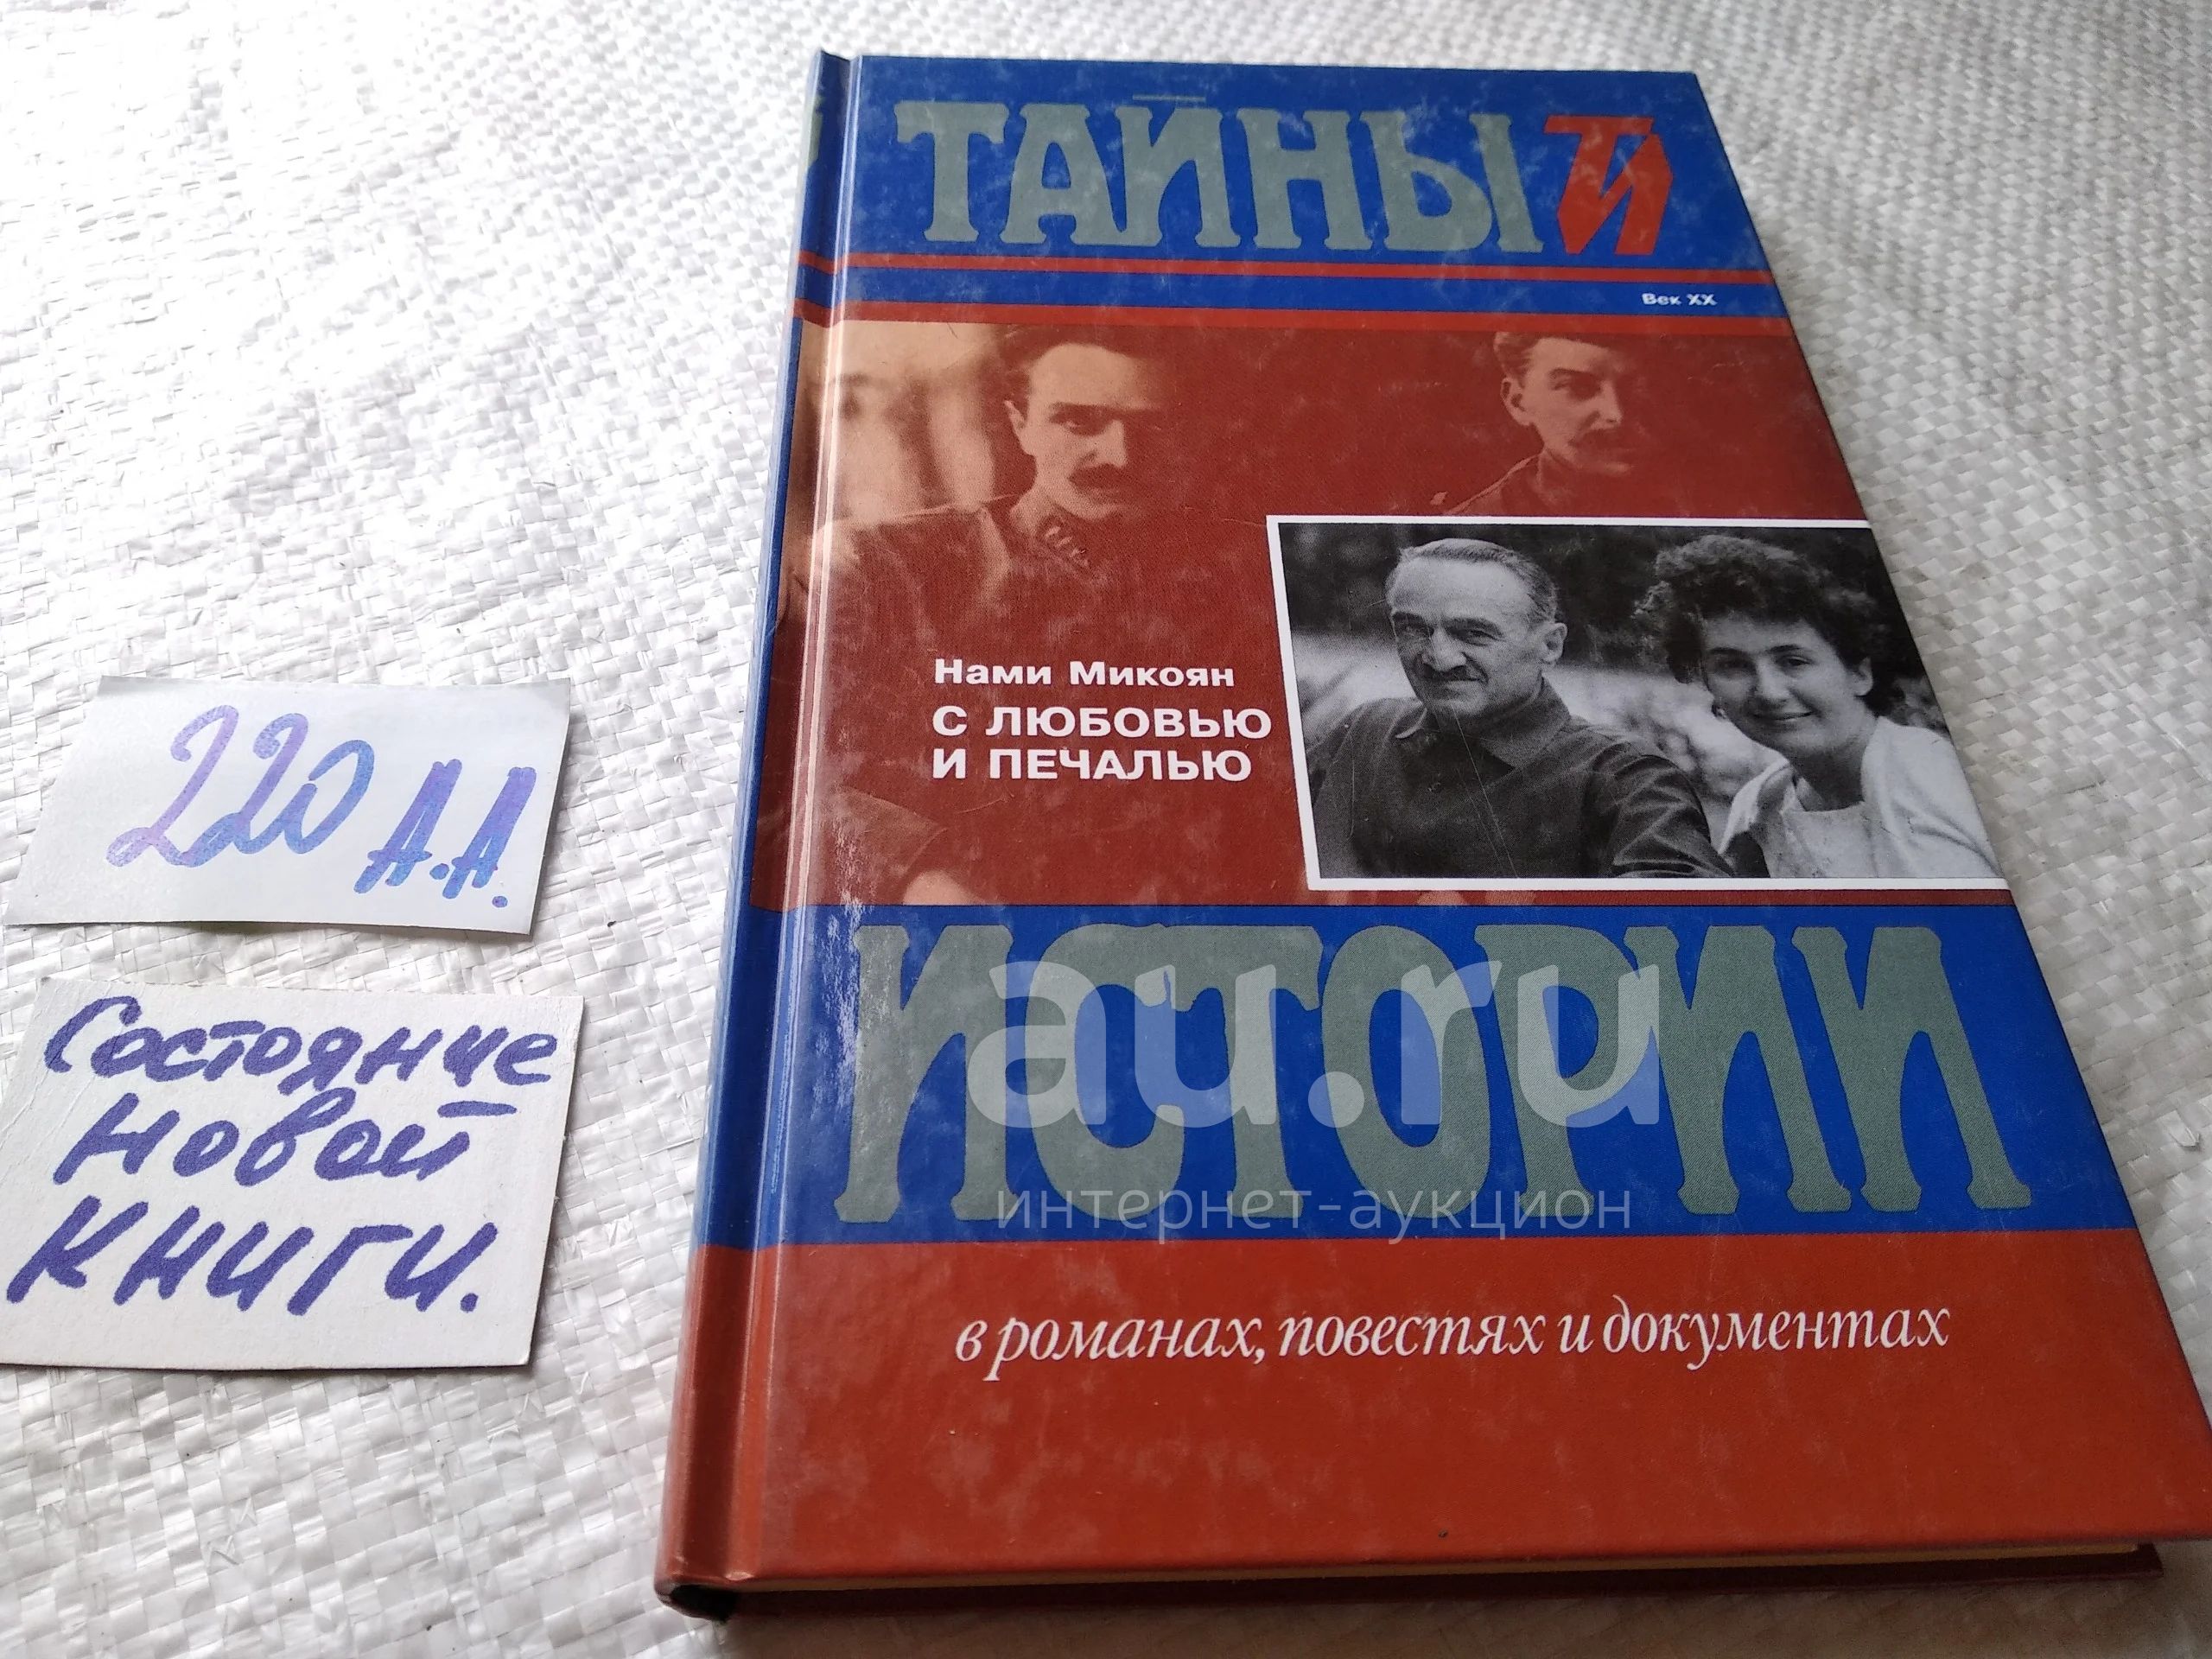 ТАЙНЫ ТИ
Век XX
Нами Микоян
С ЛЮБОВЬЮ
И ПЕЧАЛЬЮ
ИСТОРИИ
au.ru
интернет-аукцион
в романах, повестях и документах
220 А.А.
Состояние
новой
книги.